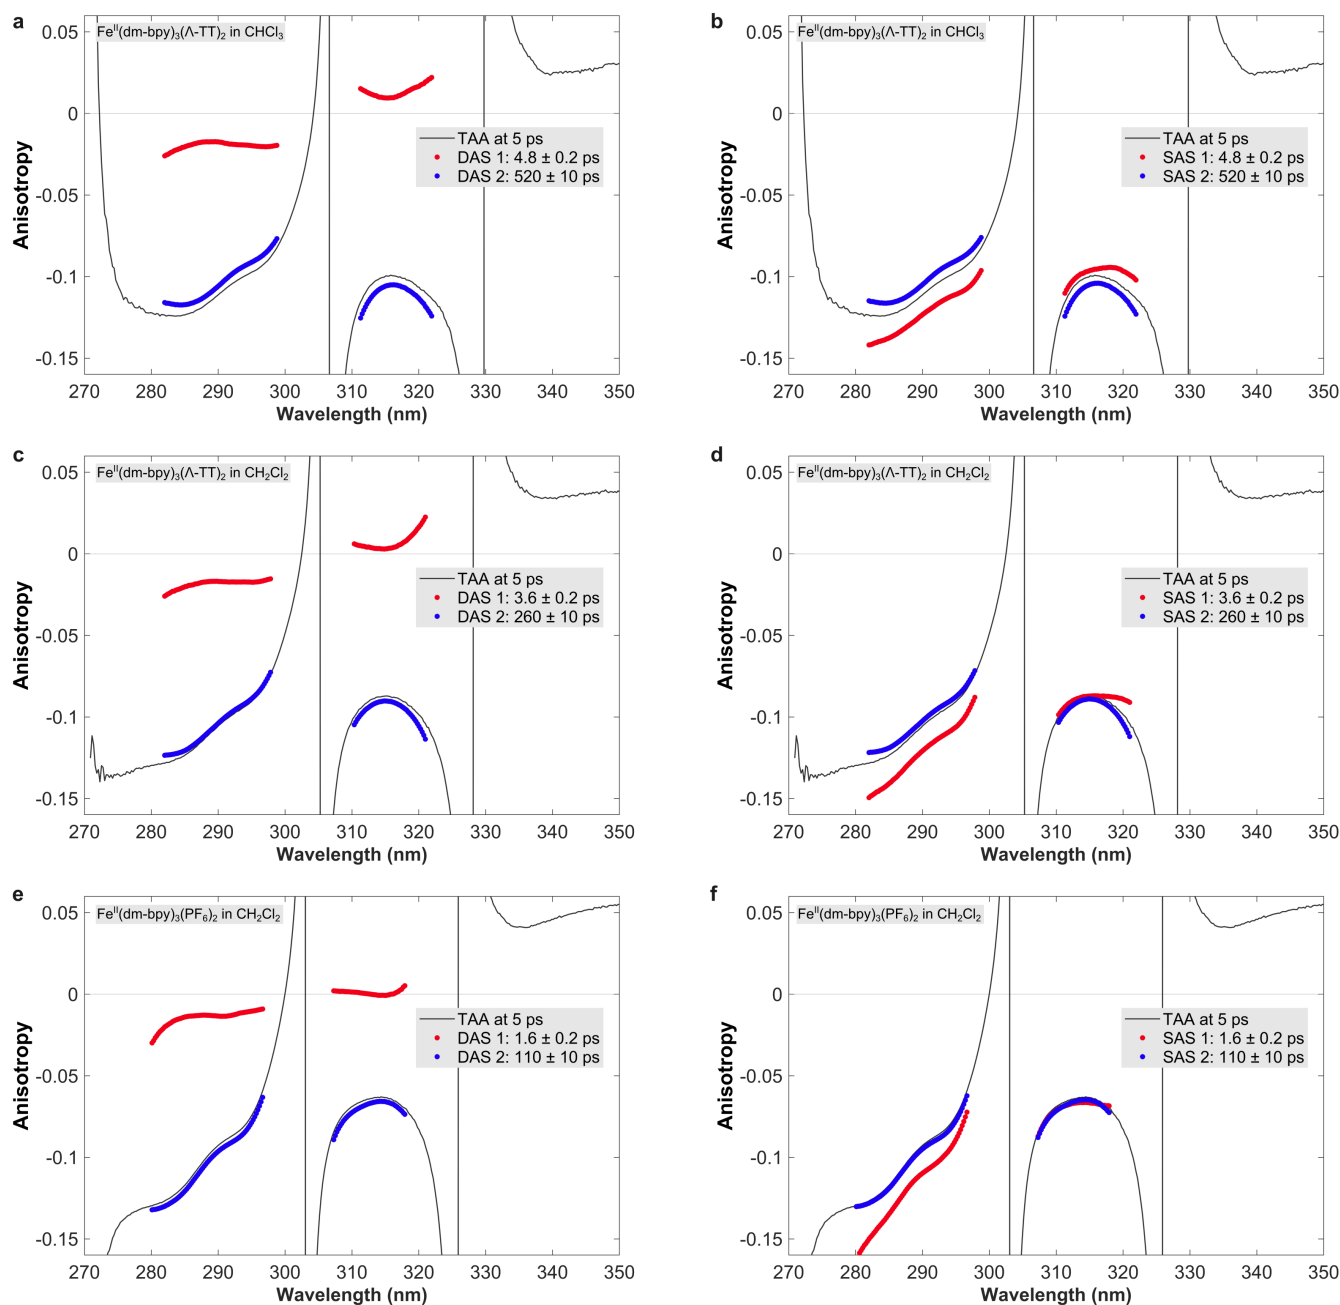 a
Fe^II(dm-bpy)₃(Λ-TT)₂ in CHCl₃
0.05
0
-0.05
-0.1
-0.15
Anisotropy
TAA at 5 ps
DAS 1: 4.8 ± 0.2 ps
DAS 2: 520 ± 10 ps
270 280 290 300 310 320 330 340 350
Wavelength (nm)
b
Fe^II(dm-bpy)₃(Λ-TT)₂ in CHCl₃
0.05
0
-0.05
-0.1
-0.15
Anisotropy
TAA at 5 ps
SAS 1: 4.8 ± 0.2 ps
SAS 2: 520 ± 10 ps
270 280 290 300 310 320 330 340 350
Wavelength (nm)
c
Fe^II(dm-bpy)₃(Λ-TT)₂ in CH₂Cl₂
0.05
0
-0.05
-0.1
-0.15
Anisotropy
TAA at 5 ps
DAS 1: 3.6 ± 0.2 ps
DAS 2: 260 ± 10 ps
270 280 290 300 310 320 330 340 350
Wavelength (nm)
d
Fe^II(dm-bpy)₃(Λ-TT)₂ in CH₂Cl₂
0.05
0
-0.05
-0.1
-0.15
Anisotropy
TAA at 5 ps
SAS 1: 3.6 ± 0.2 ps
SAS 2: 260 ± 10 ps
270 280 290 300 310 320 330 340 350
Wavelength (nm)
e
Fe^II(dm-bpy)₃(PF₆)₂ in CH₂Cl₂
0.05
0
-0.05
-0.1
-0.15
Anisotropy
TAA at 5 ps
DAS 1: 1.6 ± 0.2 ps
DAS 2: 110 ± 10 ps
270 280 290 300 310 320 330 340 350
Wavelength (nm)
f
Fe^II(dm-bpy)₃(PF₆)₂ in CH₂Cl₂
0.05
0
-0.05
-0.1
-0.15
Anisotropy
TAA at 5 ps
SAS 1: 1.6 ± 0.2 ps
SAS 2: 110 ± 10 ps
270 280 290 300 310 320 330 340 350
Wavelength (nm)